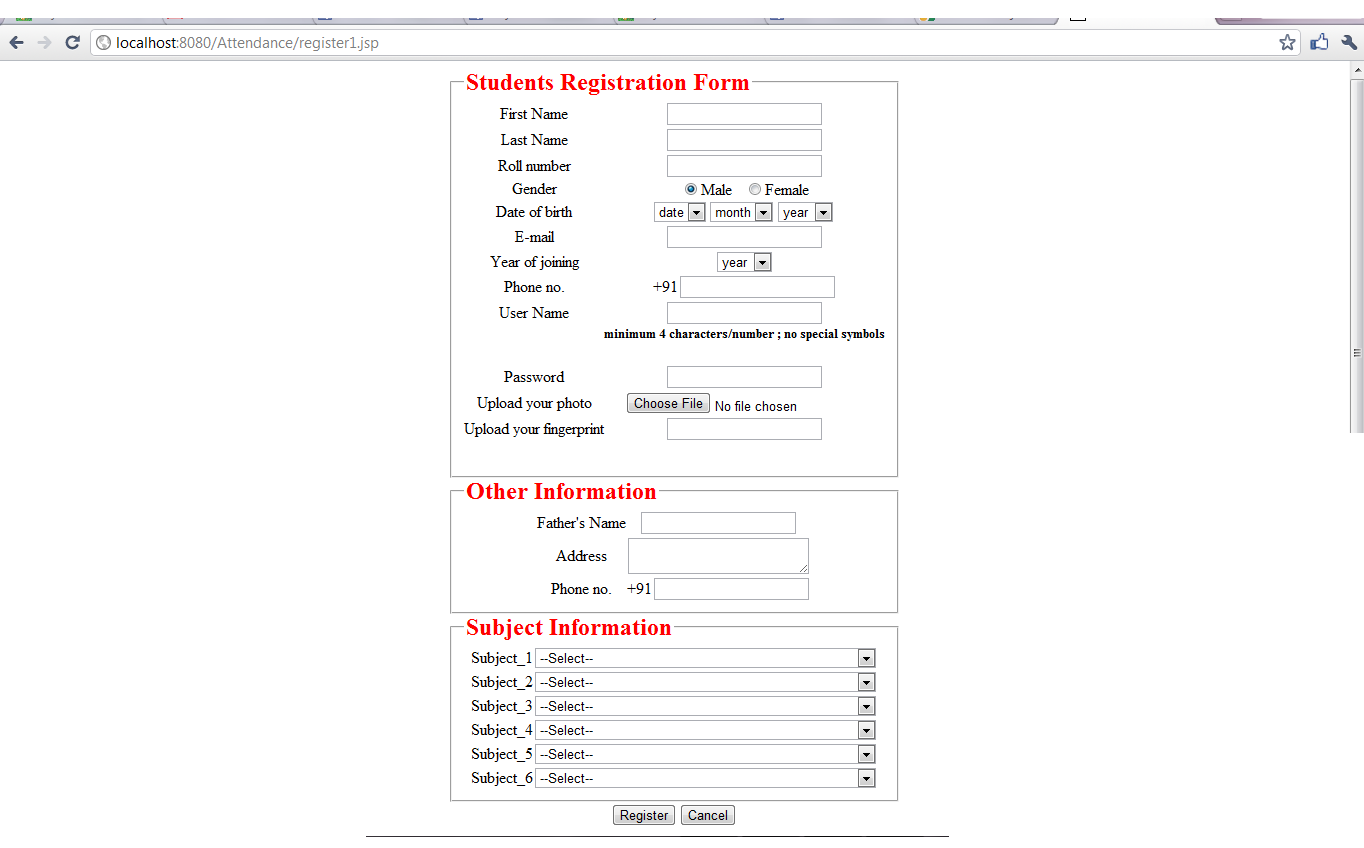 localhost:8080/Attendance/register1.jsp
Students Registration Form
First Name
Last Name
Roll number
Gender Male Female
Date of birth date month year
E-mail
Year of joining year
Phone no. +91
User Name
minimum 4 characters/number ; no special symbols
Password
Upload your photo Choose File No file chosen
Upload your fingerprint
Other Information
Father's Name
Address
Phone no. +91
Subject Information
Subject_1 --Select--
Subject_2 --Select--
Subject_3 --Select--
Subject_4 --Select--
Subject_5 --Select--
Subject_6 --Select--
Register Cancel